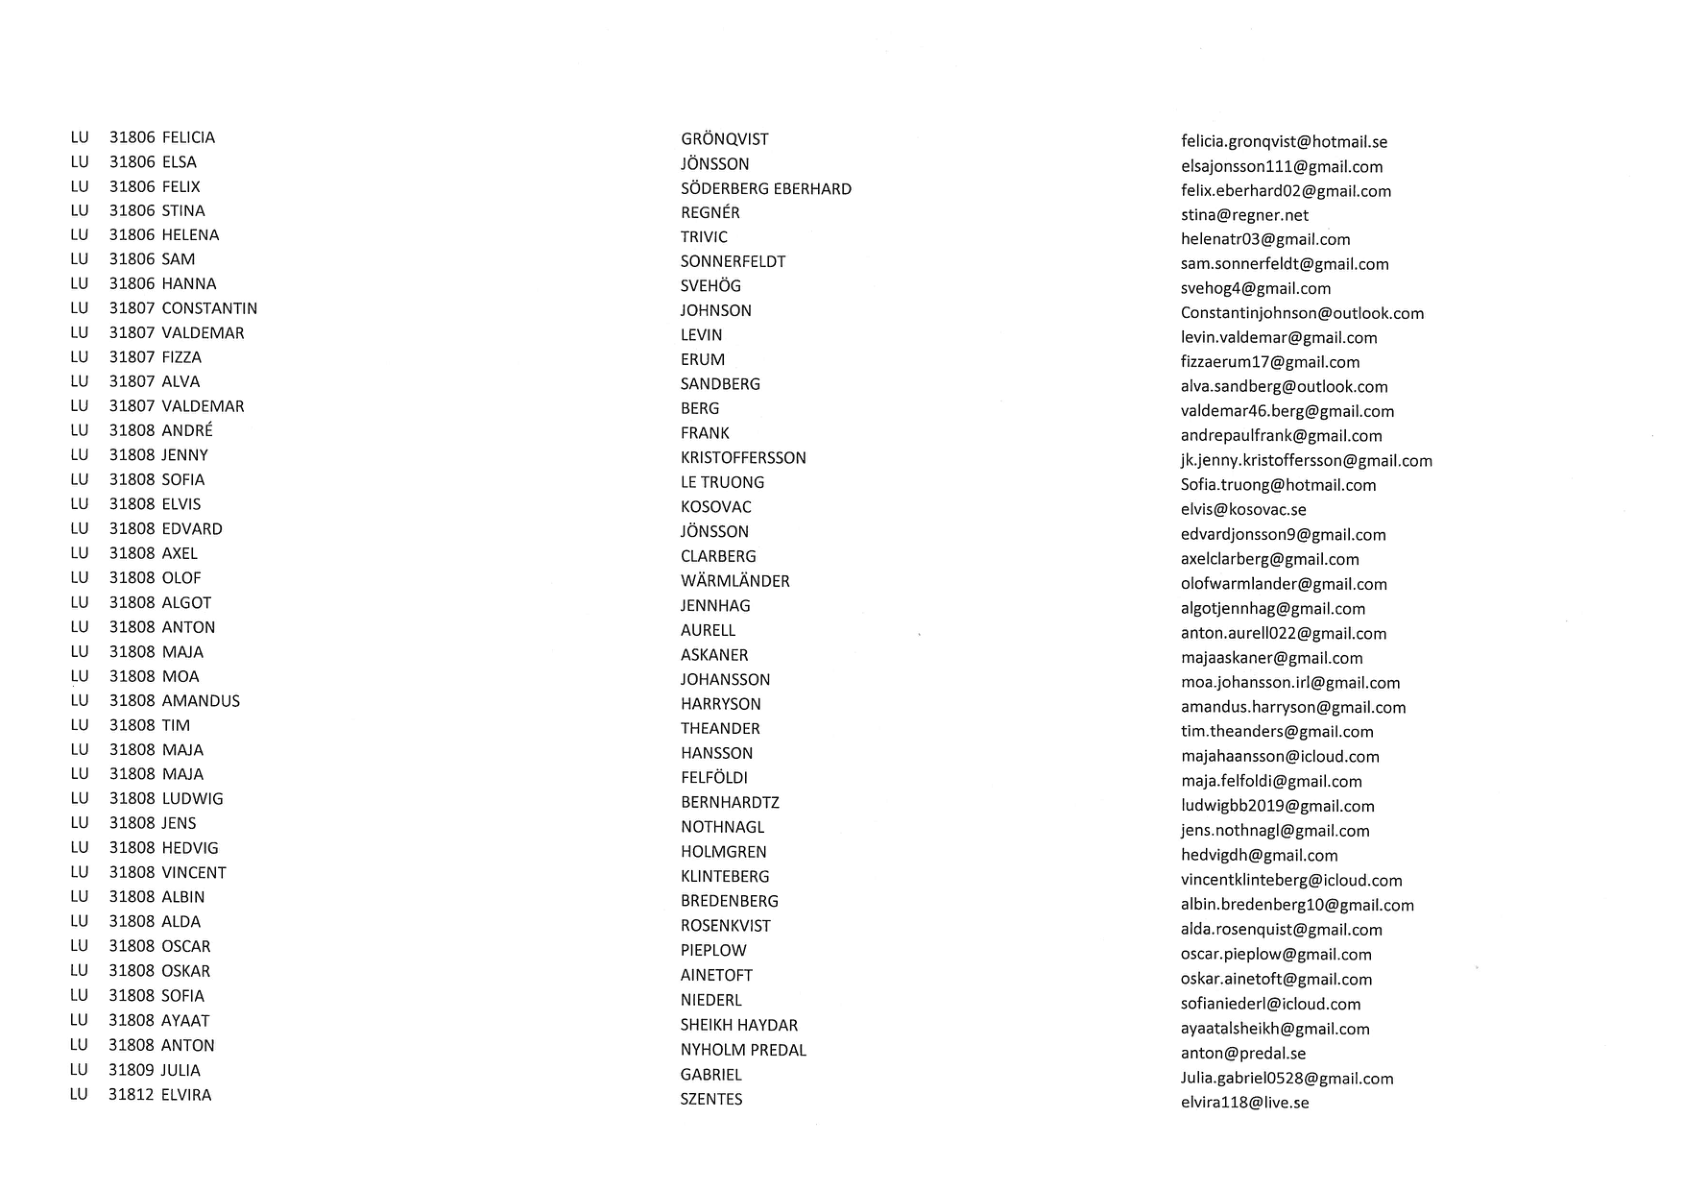 LU 31806 FELICIA GRÖNQVIST felicia.gronqvist@hotmail.se
LU 31806 ELSA JÖNSSON elsajonsson111@gmail.com
LU 31806 FELIX SÖDERBERG EBERHARD felix.eberhard02@gmail.com
LU 31806 STINA REGNÉR stina@regner.net
LU 31806 HELENA TRIVIC helenatr03@gmail.com
LU 31806 SAM SONNERFELDT sam.sonnerfeldt@gmail.com
LU 31806 HANNA SVEHÖG svehog4@gmail.com
LU 31807 CONSTANTIN JOHNSON Constantinjohnson@outlook.com
LU 31807 VALDEMAR LEVIN levin.valdemar@gmail.com
LU 31807 FIZZA ERUM fizzaerum17@gmail.com
LU 31807 ALVA SANDBERG alva.sandberg@outlook.com
LU 31807 VALDEMAR BERG valdemar46.berg@gmail.com
LU 31808 ANDRÉ FRANK andrepaulfrank@gmail.com
LU 31808 JENNY KRISTOFFERSSON jk.jenny.kristoffersson@gmail.com
LU 31808 SOFIA LE TRUONG Sofia.truong@hotmail.com
LU 31808 ELVIS KOSOVAC elvis@kosovac.se
LU 31808 EDVARD JÖNSSON edvardjonsson9@gmail.com
LU 31808 AXEL CLARBERG axelclarberg@gmail.com
LU 31808 OLOF WÄRMLÄNDER olofwarmlander@gmail.com
LU 31808 ALGOT JENNHAG algotjennhag@gmail.com
LU 31808 ANTON AURELL anton.aurell022@gmail.com
LU 31808 MAJA ASKANER majaaskaner@gmail.com
LU 31808 MOA JOHANSSON moa.johansson.irl@gmail.com
LU 31808 AMANDUS HARRYSON amandus.harryson@gmail.com
LU 31808 TIM THEANDER tim.theanders@gmail.com
LU 31808 MAJA HANSSON majahaansson@icloud.com
LU 31808 MAJA FELFÖLDI maja.felfoldi@gmail.com
LU 31808 LUDWIG BERNHARDTZ ludwigbb2019@gmail.com
LU 31808 JENS NOTHNAGL jens.nothnagl@gmail.com
LU 31808 HEDVIG HOLMGREN hedvigdh@gmail.com
LU 31808 VINCENT KLINTEBERG vincentklinteberg@icloud.com
LU 31808 ALBIN BREDENBERG albin.bredenberg10@gmail.com
LU 31808 ALDA ROSENKVIST alda.rosenquist@gmail.com
LU 31808 OSCAR PIEPLOW oscar.pieplow@gmail.com
LU 31808 OSKAR AINETOFT oskar.ainetoft@gmail.com
LU 31808 SOFIA NIEDERL sofianiederl@icloud.com
LU 31808 AYAAT SHEIKH HAYDAR ayaatalsheikh@gmail.com
LU 31808 ANTON NYHOLM PREDAL anton@predal.se
LU 31809 JULIA GABRIEL Julia.gabriel0528@gmail.com
LU 31812 ELVIRA SZENTES elvira118@live.se